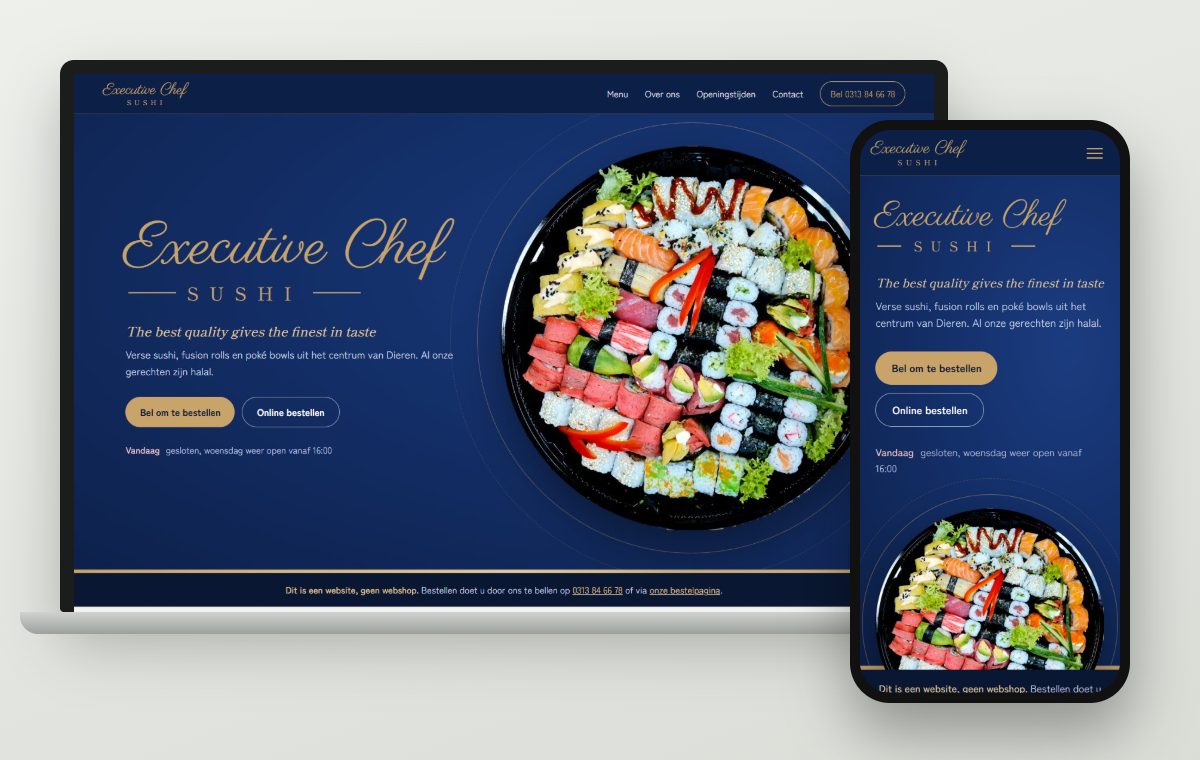 Executive Chef
SUSHI
Menu Over ons Openingstijden Contact Bel 0313 84 66 78
Executive Chef
SUSHI
The best quality gives the finest in taste
Verse sushi, fusion rolls en poké bowls uit het centrum van Dieren. Al onze
gerechten zijn halal.
Bel om te bestellen Online bestellen
Vandaag gesloten, woensdag weer open vanaf 16:00
Dit is een website, geen webshop. Bestellen doet u door ons te bellen op 0313 84 66 78 of via onze bestelpagina.
Executive Chef
SUSHI
Executive Chef
SUSHI
The best quality gives the finest in taste
Verse sushi, fusion rolls en poké bowls uit het
centrum van Dieren. Al onze gerechten zijn halal.
Bel om te bestellen
Online bestellen
Vandaag gesloten, woensdag weer open vanaf
16:00
Dit is een website, geen webshop. Bestellen doet u